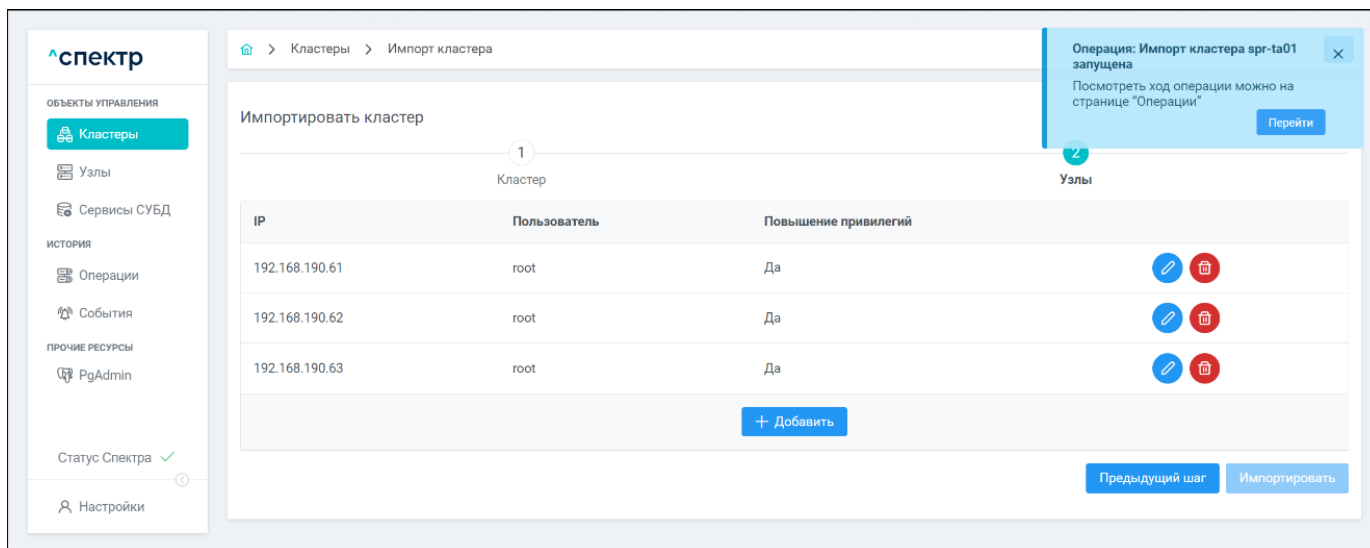 ^спектр
ОБЪЕКТЫ УПРАВЛЕНИЯ
Кластеры
Узлы
Сервисы СУБД
ИСТОРИЯ
Операции
События
ПРОЧИЕ РЕСУРСЫ
PgAdmin
Статус Спектра
Настройки
> Кластеры > Импорт кластера
Операция: Импорт кластера spr-ta01
запущена
Посмотреть ход операции можно на
странице "Операции"
Перейти
Импортировать кластер
1
Кластер
2
Узлы
IP Пользователь Повышение привилегий
192.168.190.61 root Да
192.168.190.62 root Да
192.168.190.63 root Да
+ Добавить
Предыдущий шаг Импортировать